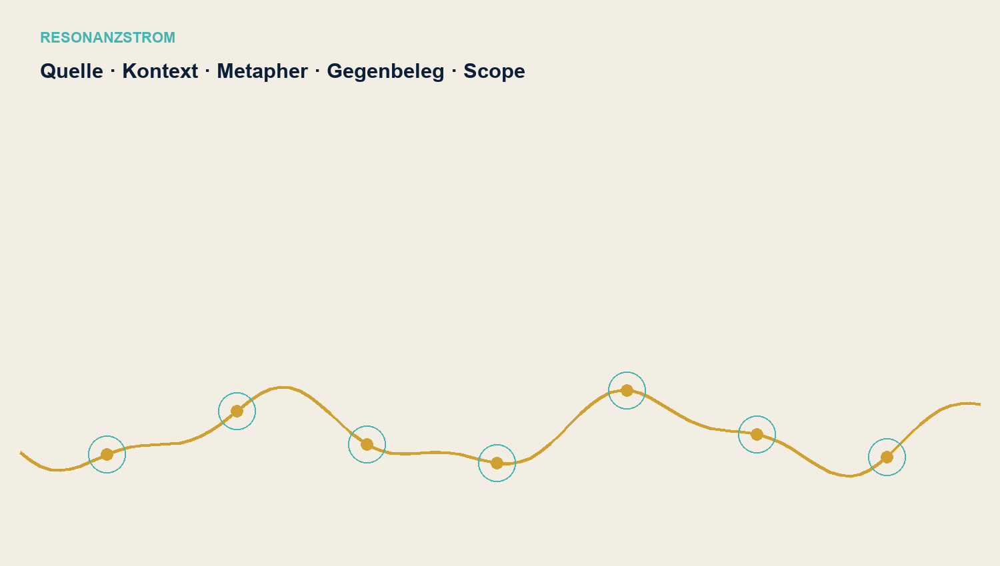 RESONANZSTROM
Quelle · Kontext · Metapher · Gegenbeleg · Scope